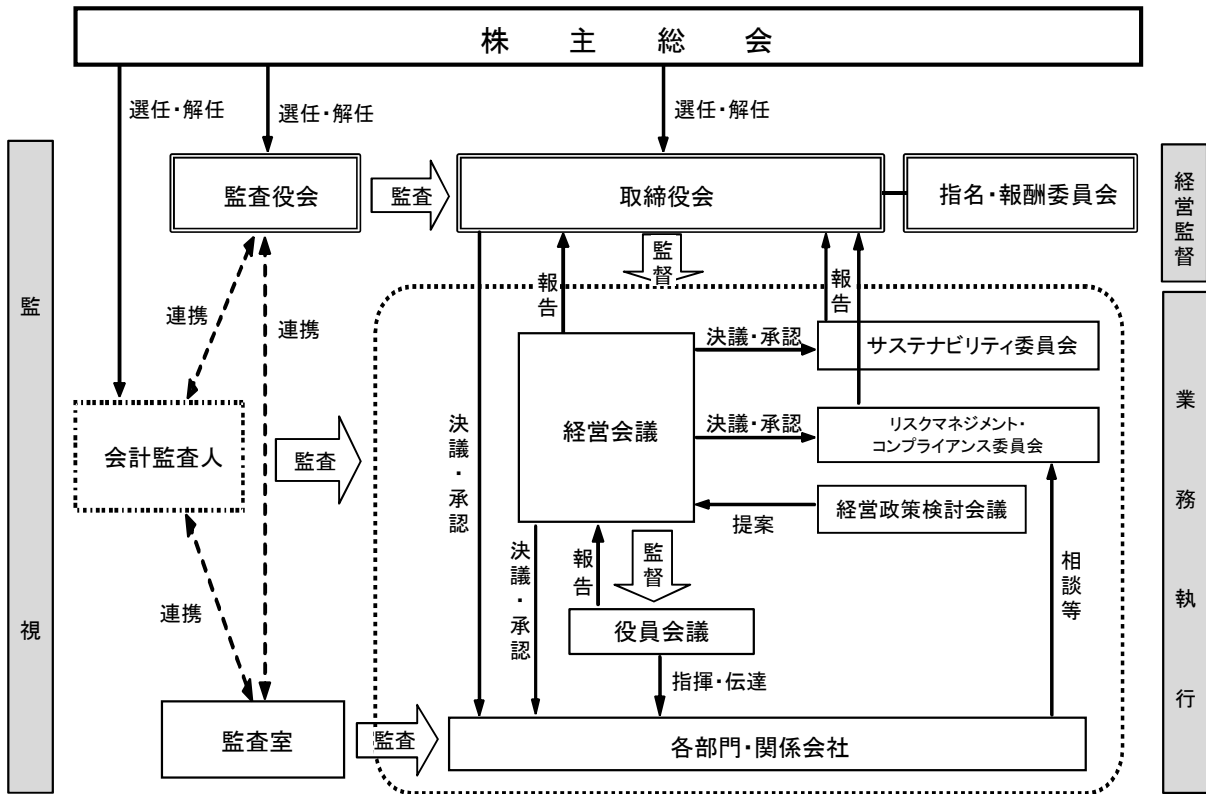 株主総会
選任・解任
選任・解任
選任・解任
監視
経営監督
業務執行
監査役会
監査
取締役会
指名・報酬委員会
監督
報告
報告
連携
連携
決議・承認
サステナビリティ委員会
経営会議
決議・承認
リスクマネジメント・
コンプライアンス委員会
会計監査人
監査
決議・承認
経営政策検討会議
提案
決議・承認
報告
監督
相談等
連携
役員会議
指揮・伝達
監査室
監査
各部門・関係会社